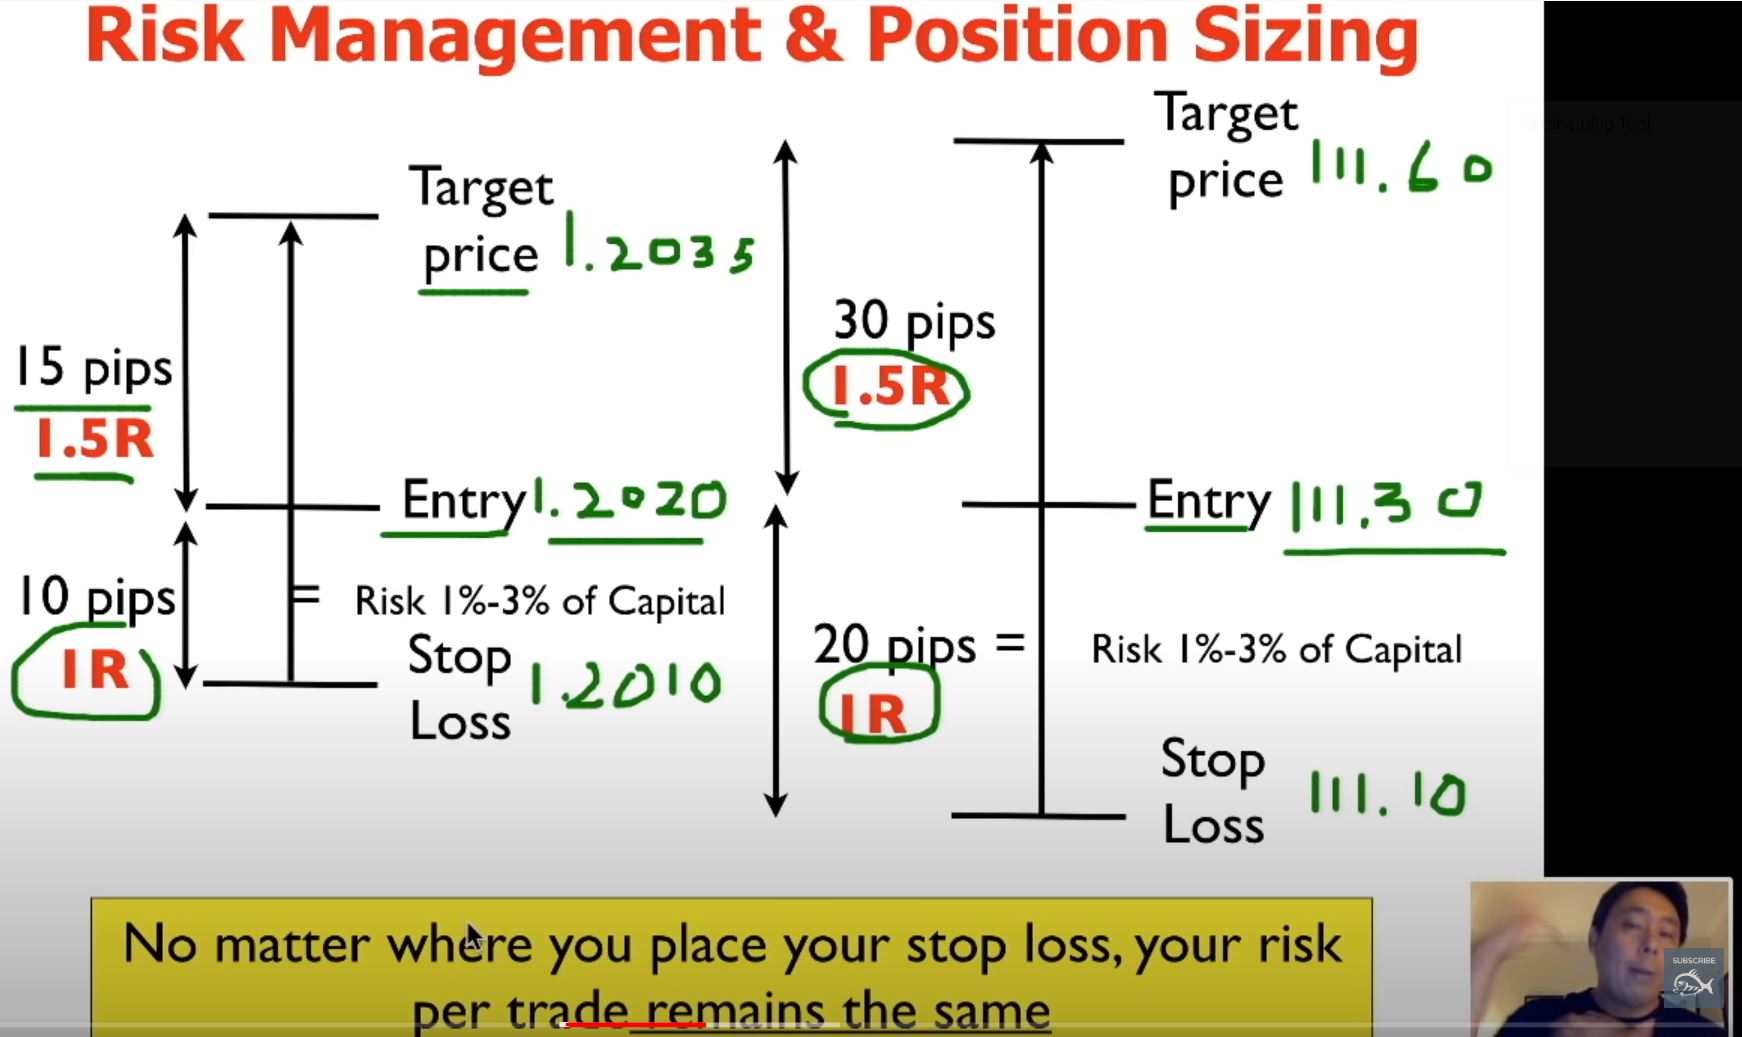 Risk Management & Position Sizing
Snipping Tool
Target
price 1.2035
15 pips
1.5R
Entry 1.2020
10 pips
= Risk 1%-3% of Capital
1R
Stop
Loss 1.2010
Target
price 111.60
30 pips
1.5R
Entry 111.30
20 pips = Risk 1%-3% of Capital
1R
Stop
Loss 111.10
No matter where you place your stop loss, your risk
per trade remains the same
SUBSCRIBE